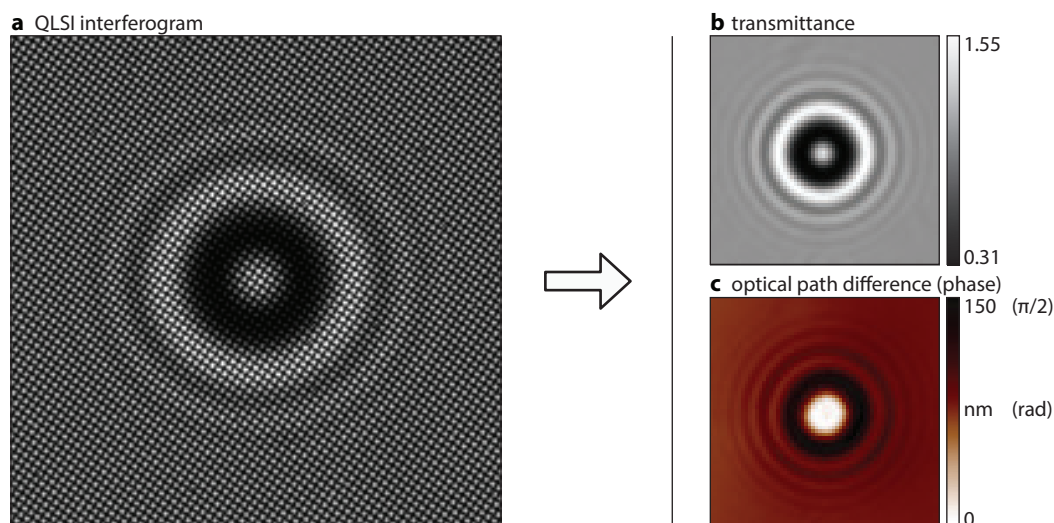 a QLSI interferogram
b transmittance
1.55
0.31
c optical path difference (phase)
150 (π/2)
nm (rad)
0